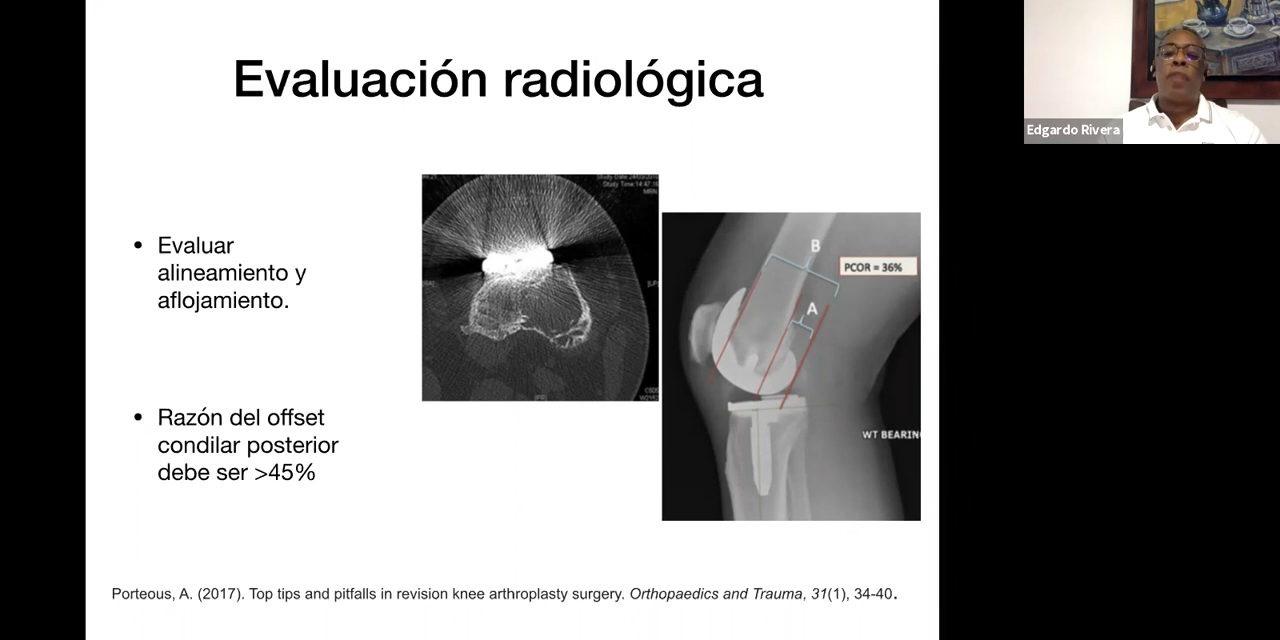 Evaluación radiológica
Edgardo Rivera
• Evaluar
alineamiento y
aflojamiento.
• Razón del offset
condilar posterior
debe ser >45%
B
PCOR = 36%
A
WT BEARIN
Porteous, A. (2017). Top tips and pitfalls in revision knee arthroplasty surgery. Orthopaedics and Trauma, 31(1), 34-40.